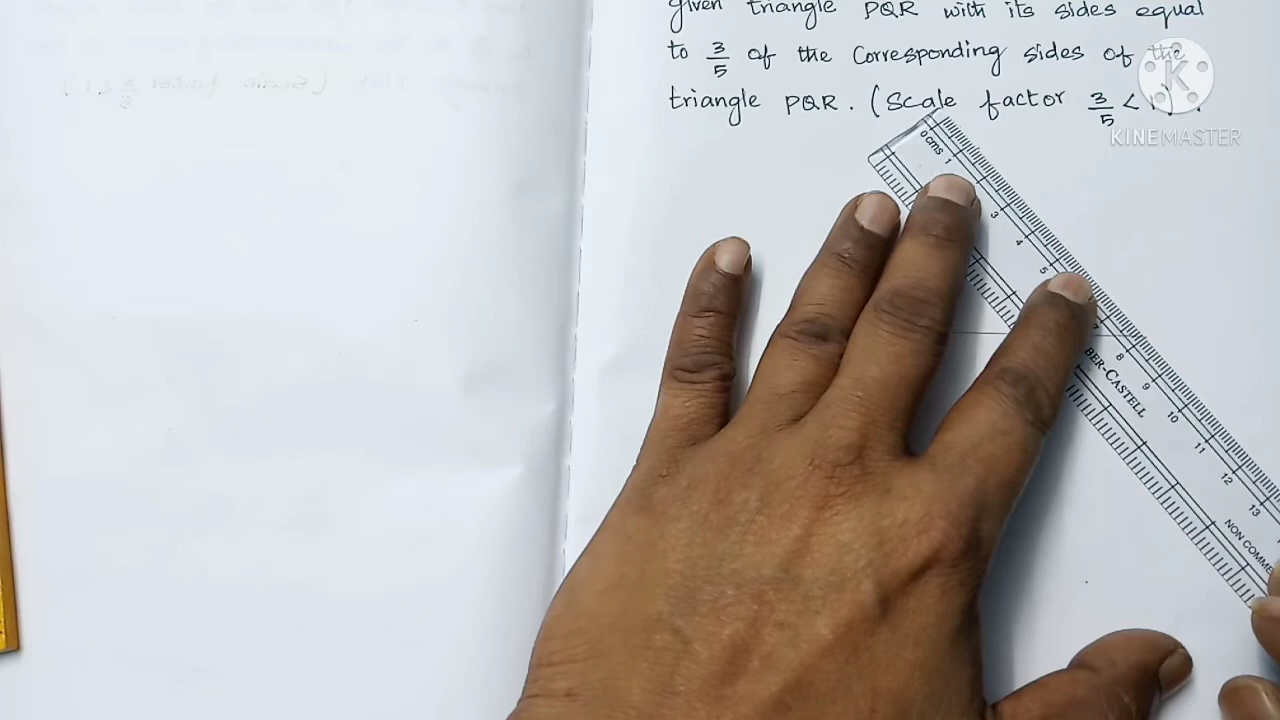 given triangle PQR with its sides equal
to 3/5 of the corresponding sides of the
triangle PQR. (Scale factor 3/5 < 1)
K
KINEMASTER
0 cms 1 3 4 5 7 8 9 10 11 12 13
BER-CASTELL
NON COMME